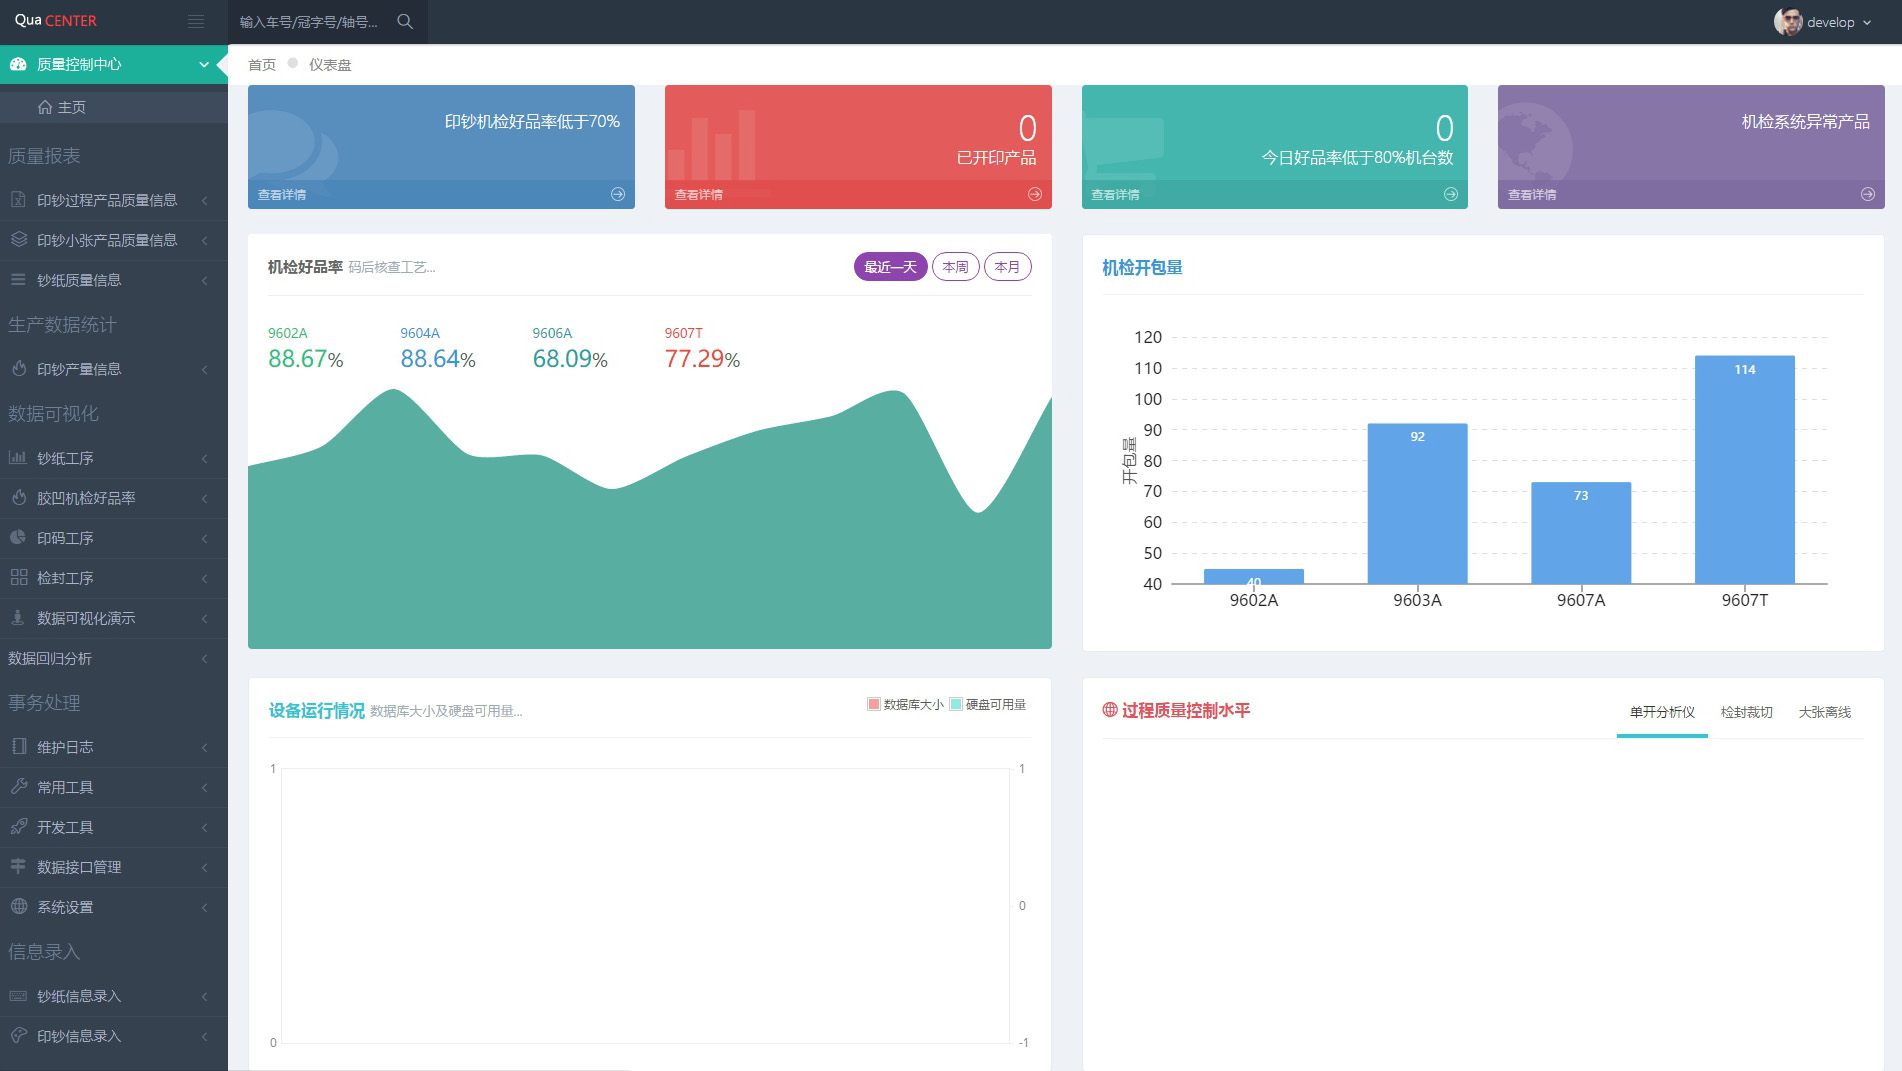 Qua CENTER
输入车号/冠字号/轴号...
develop
质量控制中心
主页
质量报表
印钞过程产品质量信息
印钞小张产品质量信息
钞纸质量信息
生产数据统计
印钞产量信息
数据可视化
钞纸工序
胶凹机检好品率
印码工序
检封工序
数据可视化演示
数据回归分析
事务处理
维护日志
常用工具
开发工具
数据接口管理
系统设置
信息录入
钞纸信息录入
印钞信息录入
首页 仪表盘
印钞机检好品率低于70%
查看详情
0
已开印产品
查看详情
0
今日好品率低于80%机台数
查看详情
机检系统异常产品
查看详情
机检好品率 码后核查工艺...
最近一天 本周 本月
9602A 9604A 9606A 9607T
88.67% 88.64% 68.09% 77.29%
机检开包量
开包量
120
110
100
90
80
70
60
50
40
40 92 73 114
9602A 9603A 9607A 9607T
设备运行情况 数据库大小及硬盘可用量...
数据库大小 硬盘可用量
1 1
0
0 -1
过程质量控制水平
单开分析仪 检封裁切 大张离线